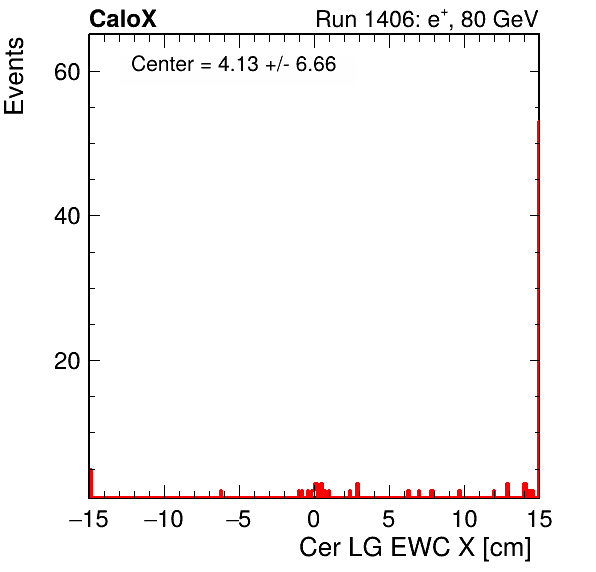 CaloX
Run 1406: e+, 80 GeV
Events
Center = 4.13 +/- 6.66
60
40
20
−15 −10 −5 0 5 10 15
Cer LG EWC X [cm]